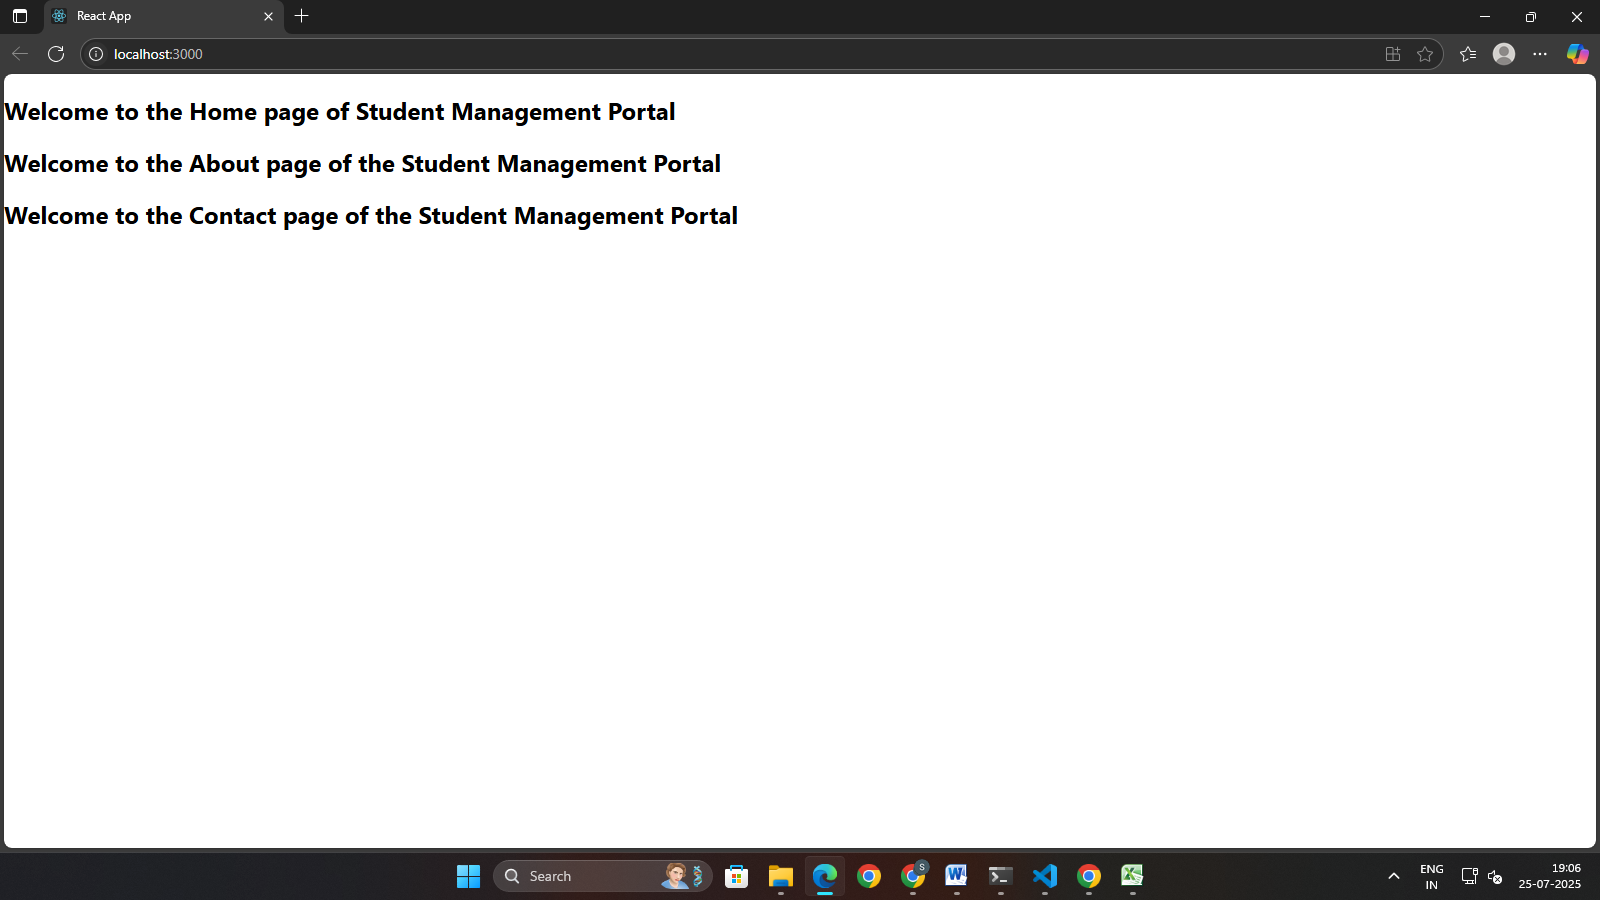 React App
localhost:3000
Welcome to the Home page of Student Management Portal
Welcome to the About page of the Student Management Portal
Welcome to the Contact page of the Student Management Portal
Search
S
ENG
IN
19:06
25-07-2025